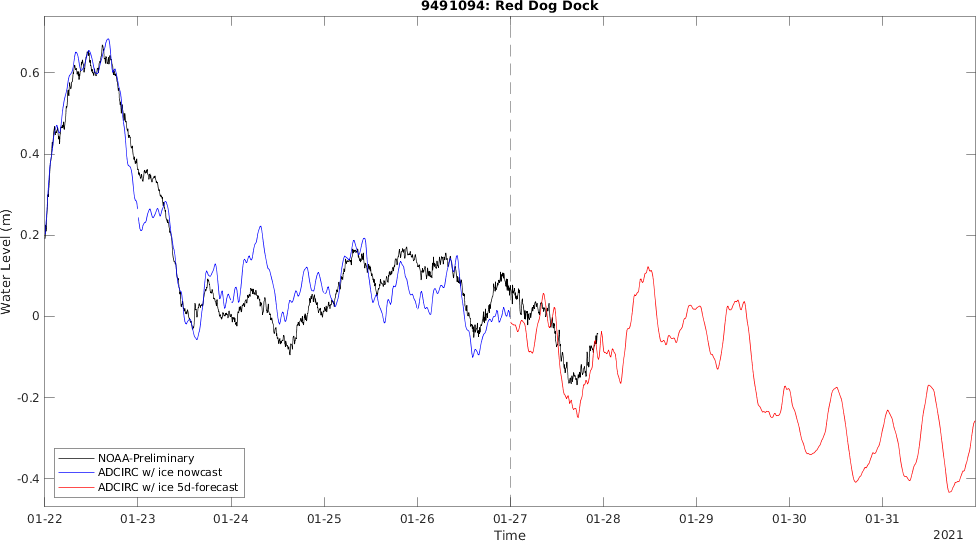 9491094: Red Dog Dock
Water Level (m)
0.6
0.4
0.2
0
-0.2
-0.4
NOAA-Preliminary
ADCIRC w/ ice nowcast
ADCIRC w/ ice 5d-forecast
01-22 01-23 01-24 01-25 01-26 01-27 01-28 01-29 01-30 01-31
Time
2021